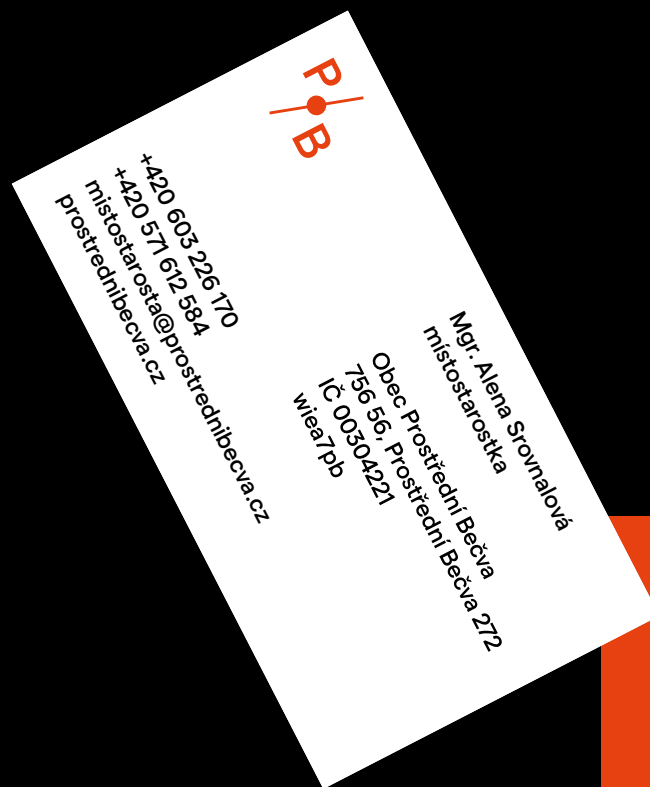 P
B
Mgr. Alena Srovnalová
místostarostka
Obec Prostřední Bečva
756 56, Prostřední Bečva 272
IČ 00304221
wiea7pb
+420 603 226 170
+420 571 612 584
mistostarosta@prostrednibecva.cz
prostrednibecva.cz